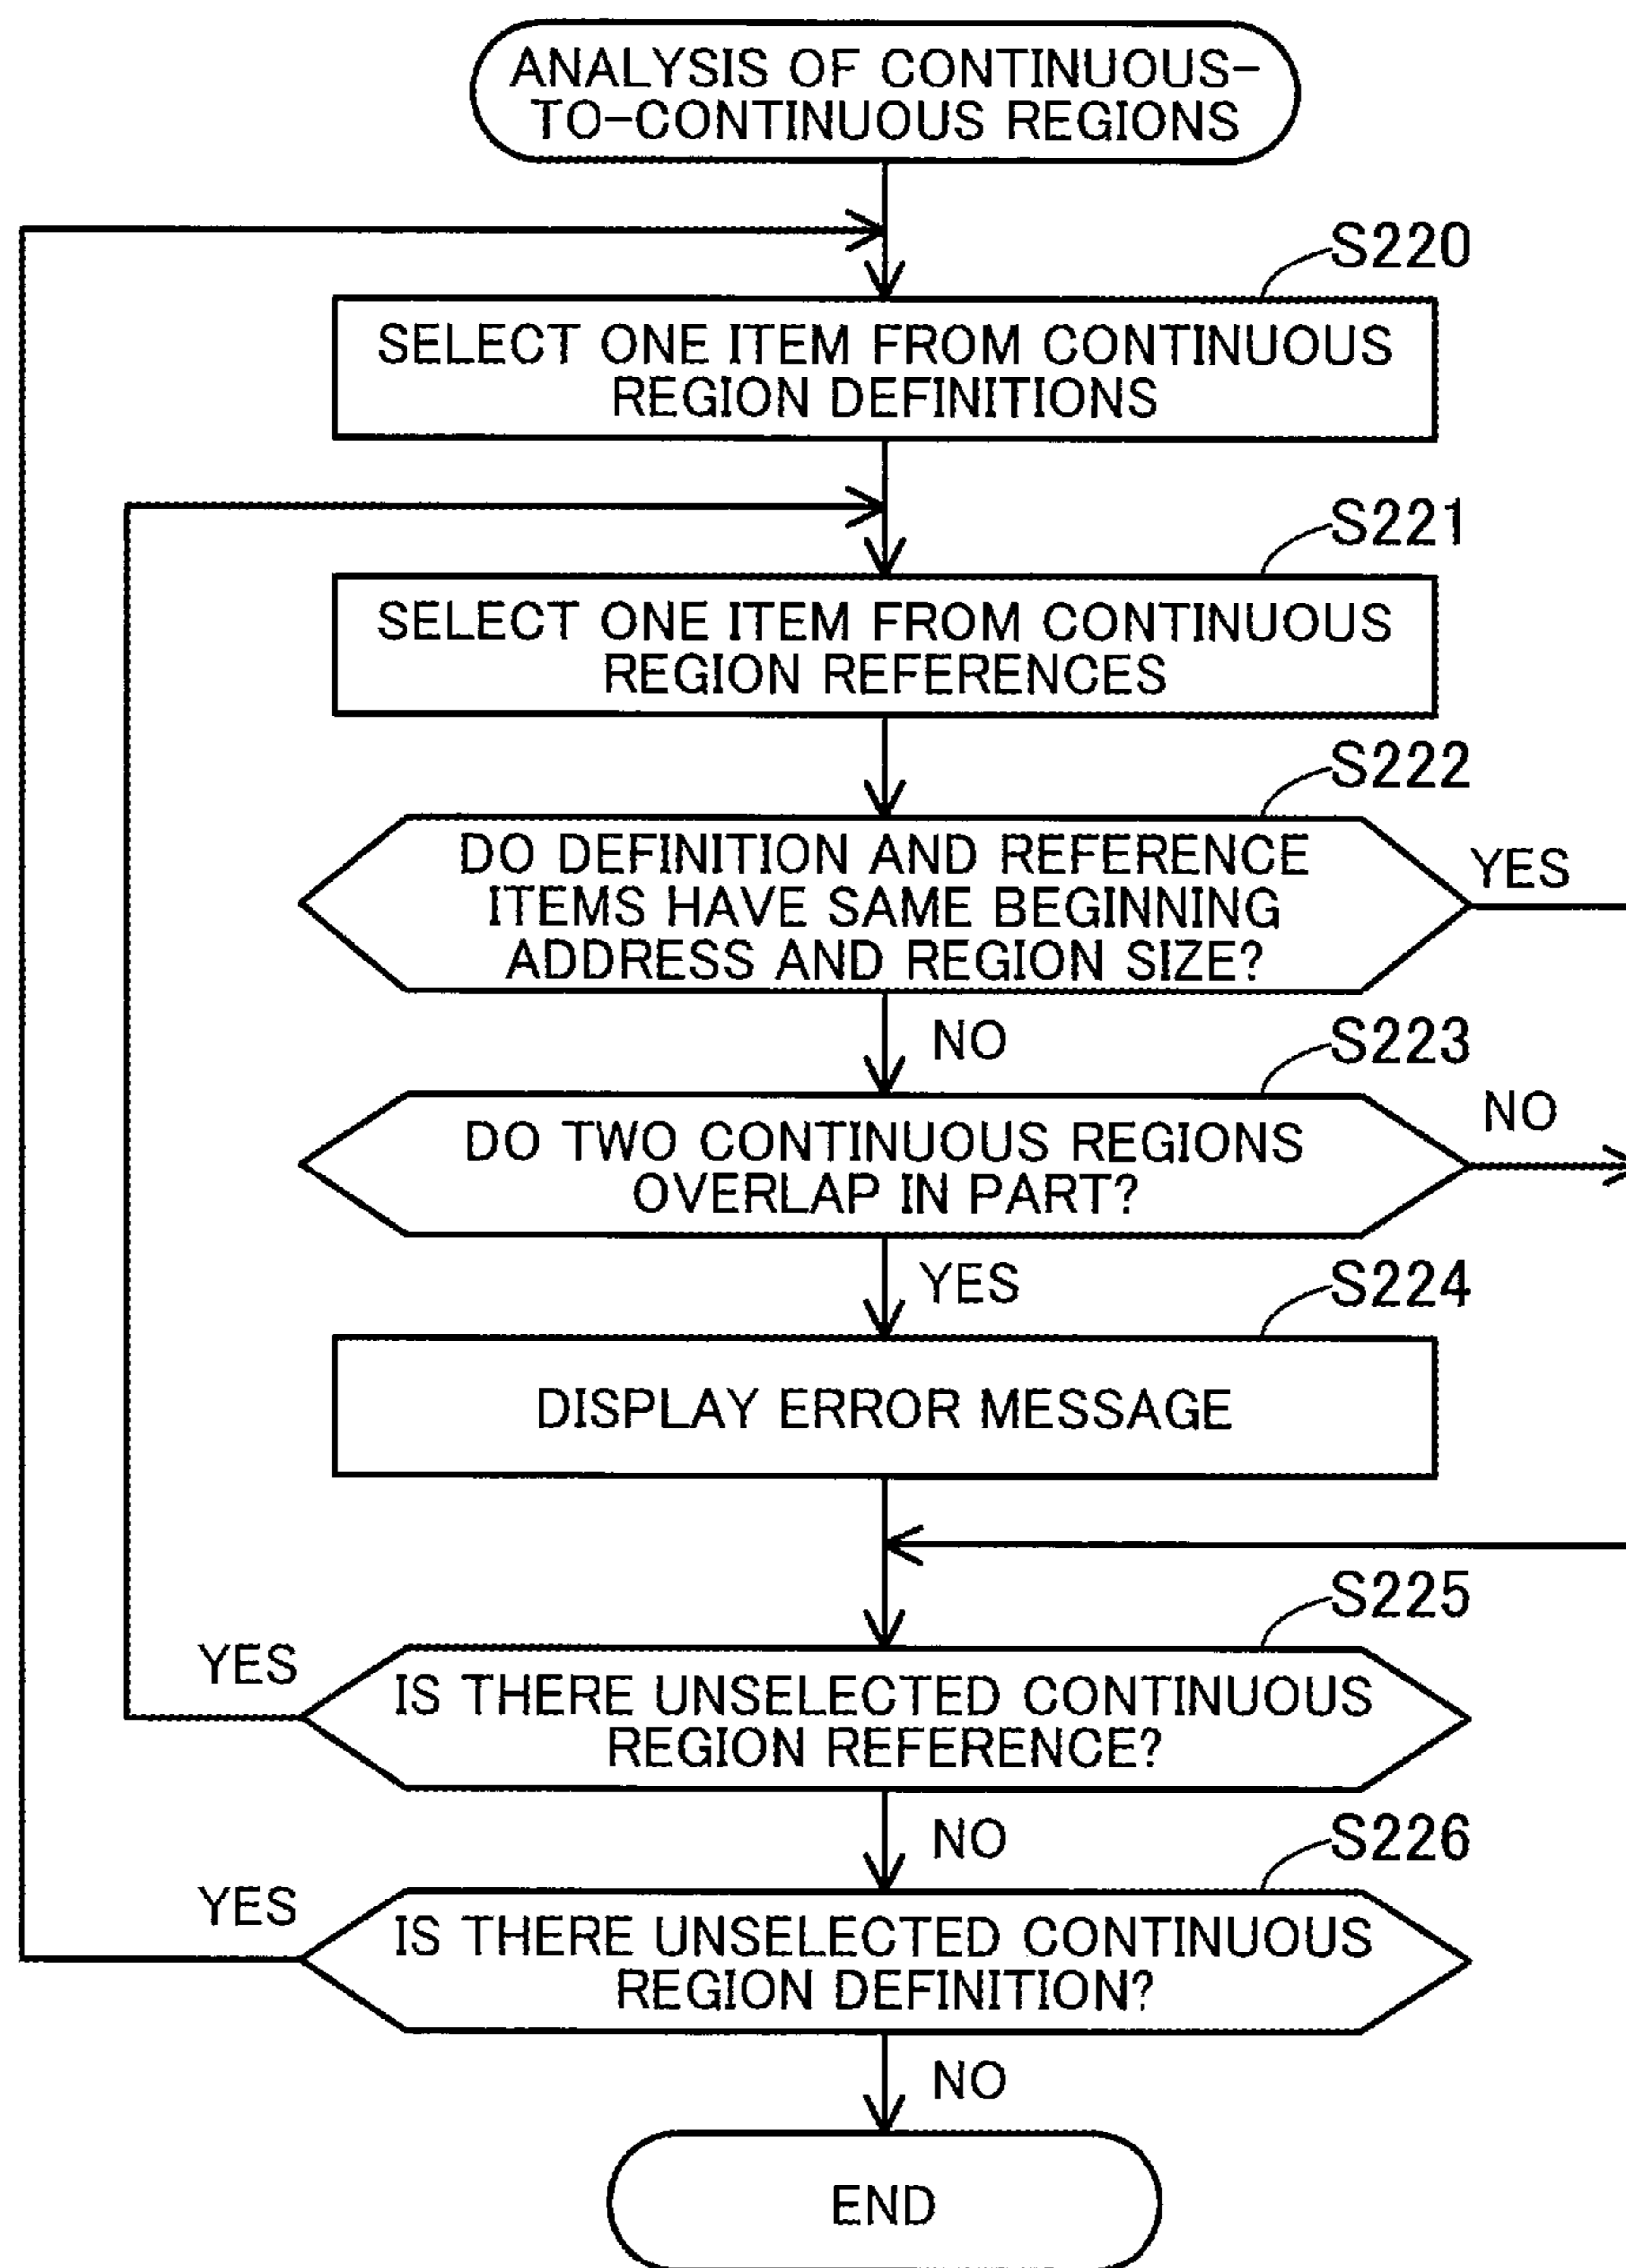 ANALYSIS OF CONTINUOUS-
TO-CONTINUOUS REGIONS
S220
SELECT ONE ITEM FROM CONTINUOUS
REGION DEFINITIONS
S221
SELECT ONE ITEM FROM CONTINUOUS
REGION REFERENCES
S222
DO DEFINITION AND REFERENCE
ITEMS HAVE SAME BEGINNING
ADDRESS AND REGION SIZE?
YES
NO
S223
DO TWO CONTINUOUS REGIONS
OVERLAP IN PART?
NO
YES
S224
DISPLAY ERROR MESSAGE
S225
YES
IS THERE UNSELECTED CONTINUOUS
REGION REFERENCE?
NO
S226
YES
IS THERE UNSELECTED CONTINUOUS
REGION DEFINITION?
NO
END